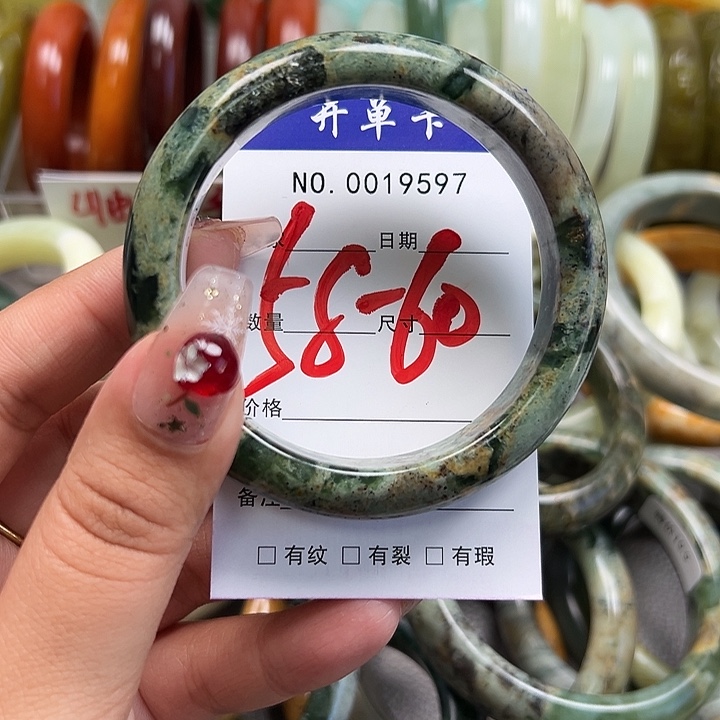 开单卡
NO. 0019597
日期
58-60
数量 尺寸
价格
备注
□ 有纹 □ 有裂 □ 有瑕